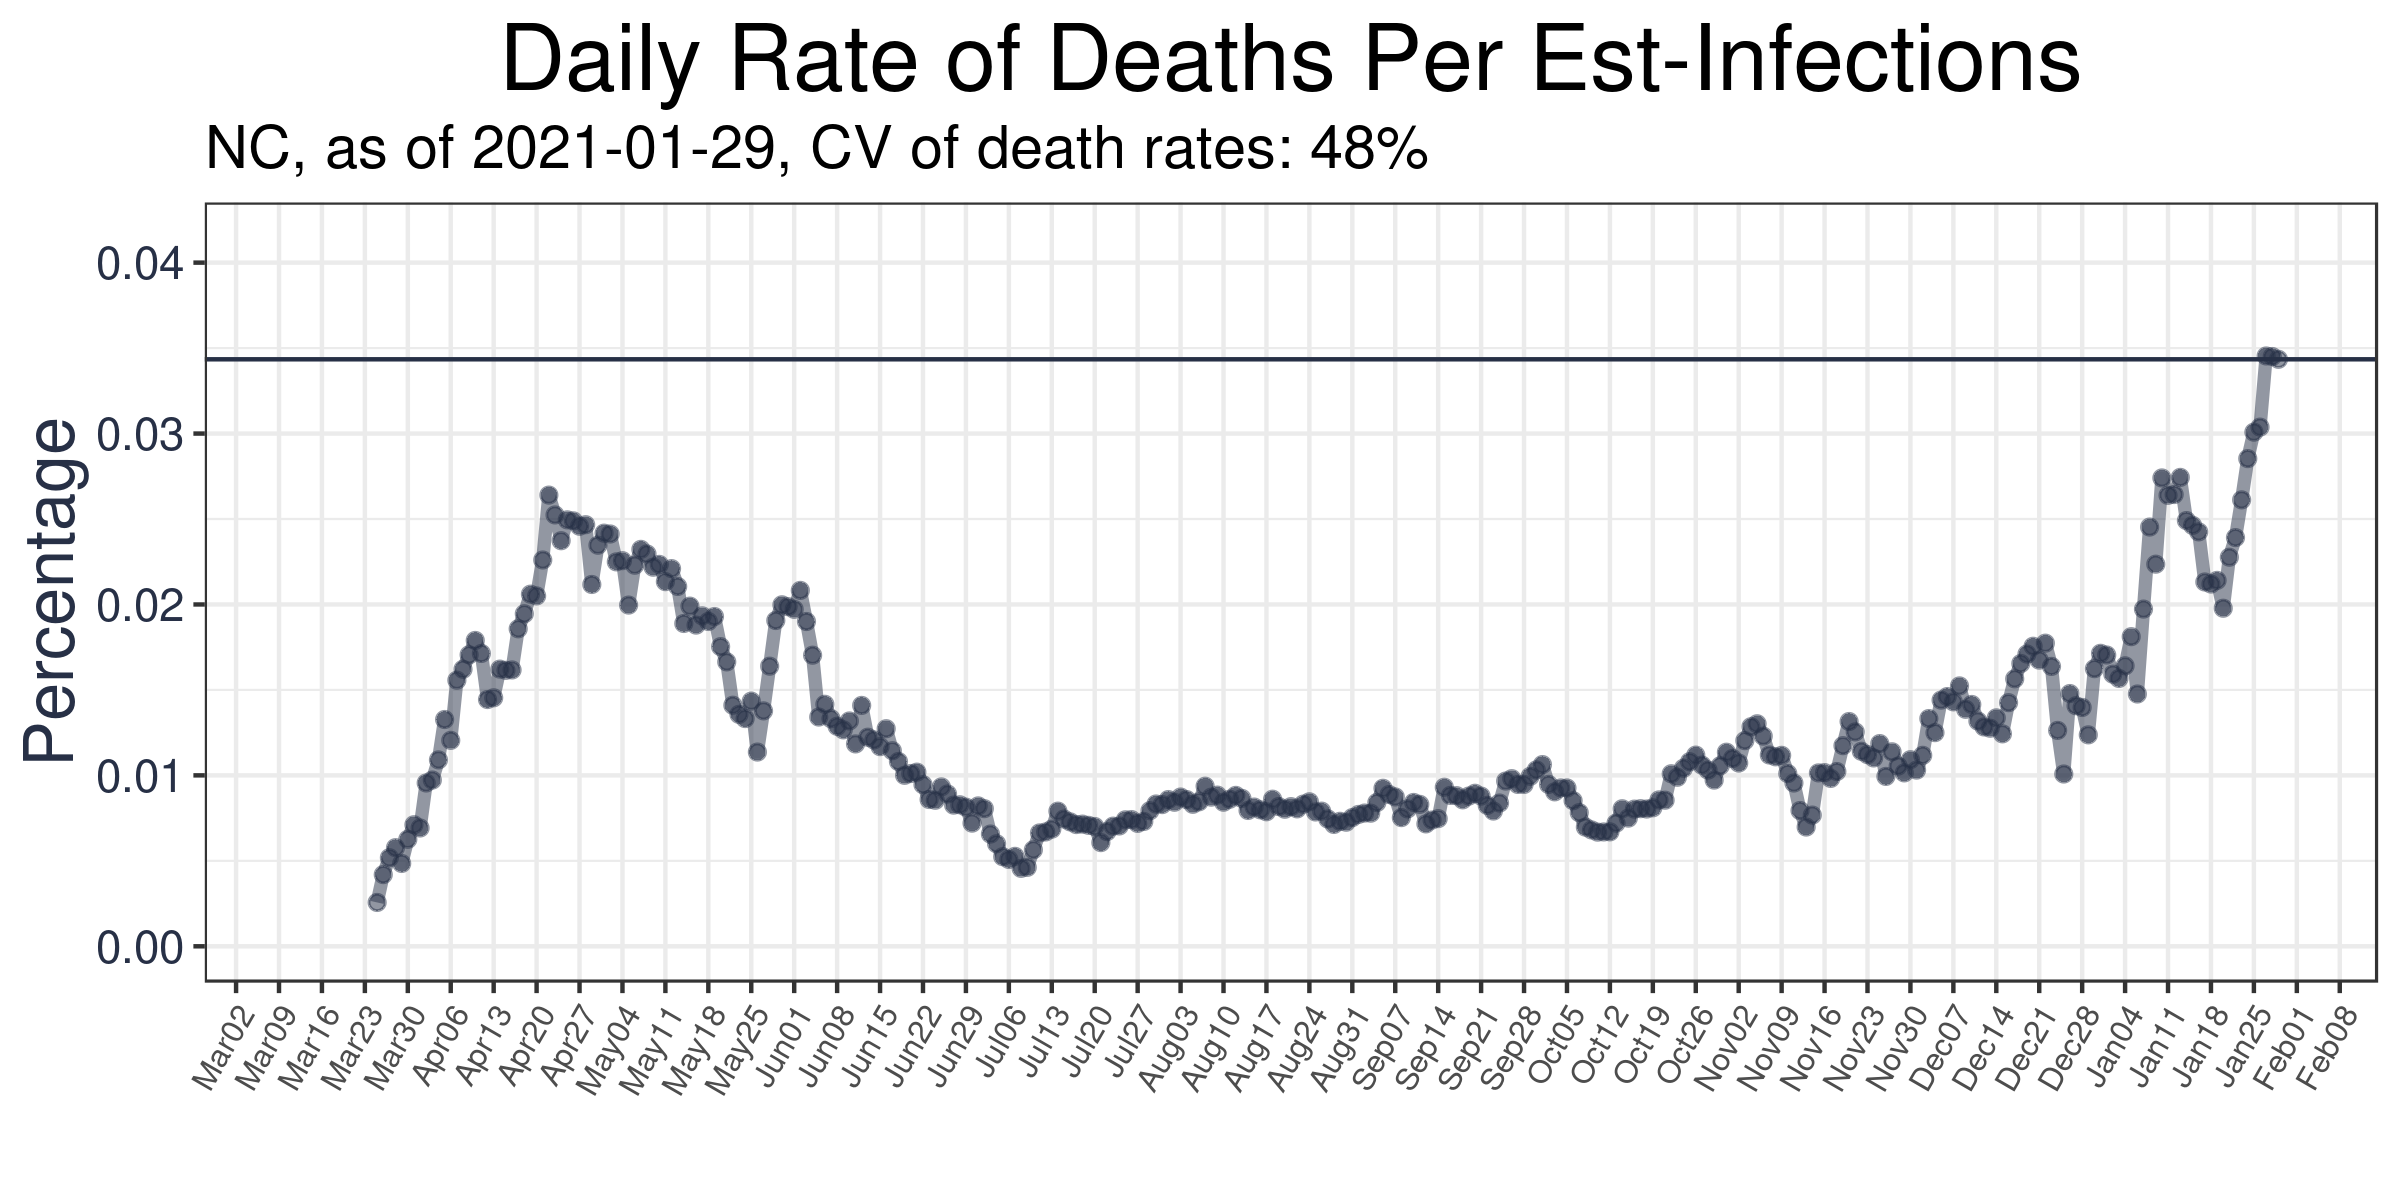 Daily Rate of Deaths Per Est-Infections
NC, as of 2021-01-29, CV of death rates: 48%
Percentage
0.04
0.03
0.02
0.01
0.00
Mar02 Mar09 Mar16 Mar23 Mar30 Apr06 Apr13 Apr20 Apr27 May04 May11 May18 May25 Jun01 Jun08 Jun15 Jun22 Jun29 Jul06 Jul13 Jul20 Jul27 Aug03 Aug10 Aug17 Aug24 Aug31 Sep07 Sep14 Sep21 Sep28 Oct05 Oct12 Oct19 Oct26 Nov02 Nov09 Nov16 Nov23 Nov30 Dec07 Dec14 Dec21 Dec28 Jan04 Jan11 Jan18 Jan25 Feb01 Feb08